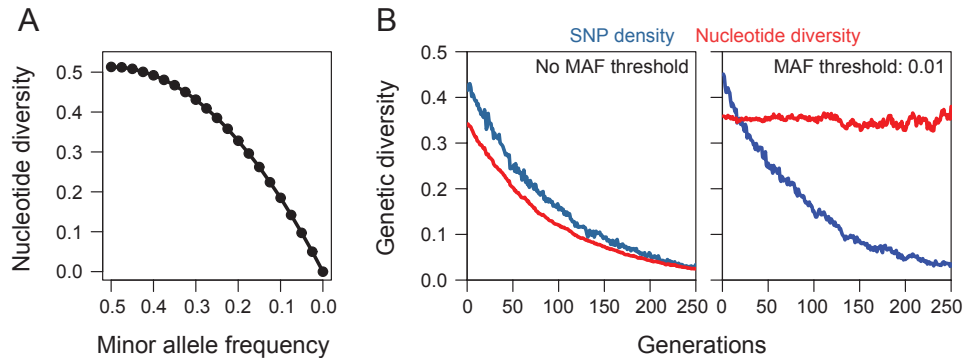 A
Nucleotide diversity
0.5
0.4
0.3
0.2
0.1
0.0
0.5 0.4 0.3 0.2 0.1 0.0
Minor allele frequency
B
SNP density Nucleotide diversity
Genetic diversity
0.5
0.4
0.3
0.2
0.1
0.0
No MAF threshold
0 50 100 150 200 250
MAF threshold: 0.01
0 50 100 150 200 250
Generations